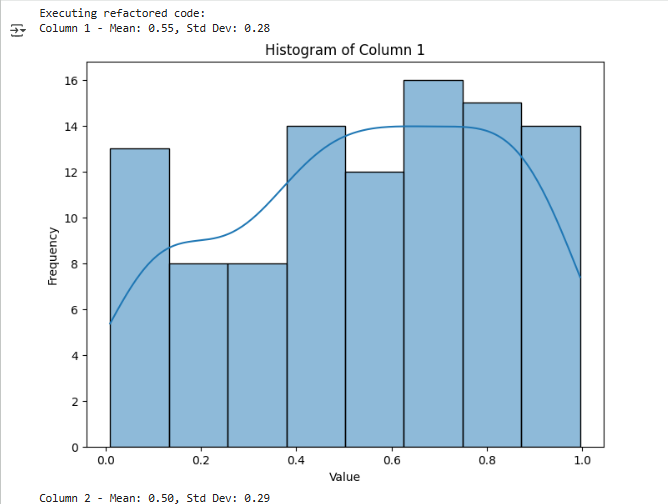 Executing refactored code:
Column 1 - Mean: 0.55, Std Dev: 0.28
Histogram of Column 1
16
14
12
10
8
6
4
2
0
Frequency
0.0 0.2 0.4 0.6 0.8 1.0
Value
Column 2 - Mean: 0.50, Std Dev: 0.29